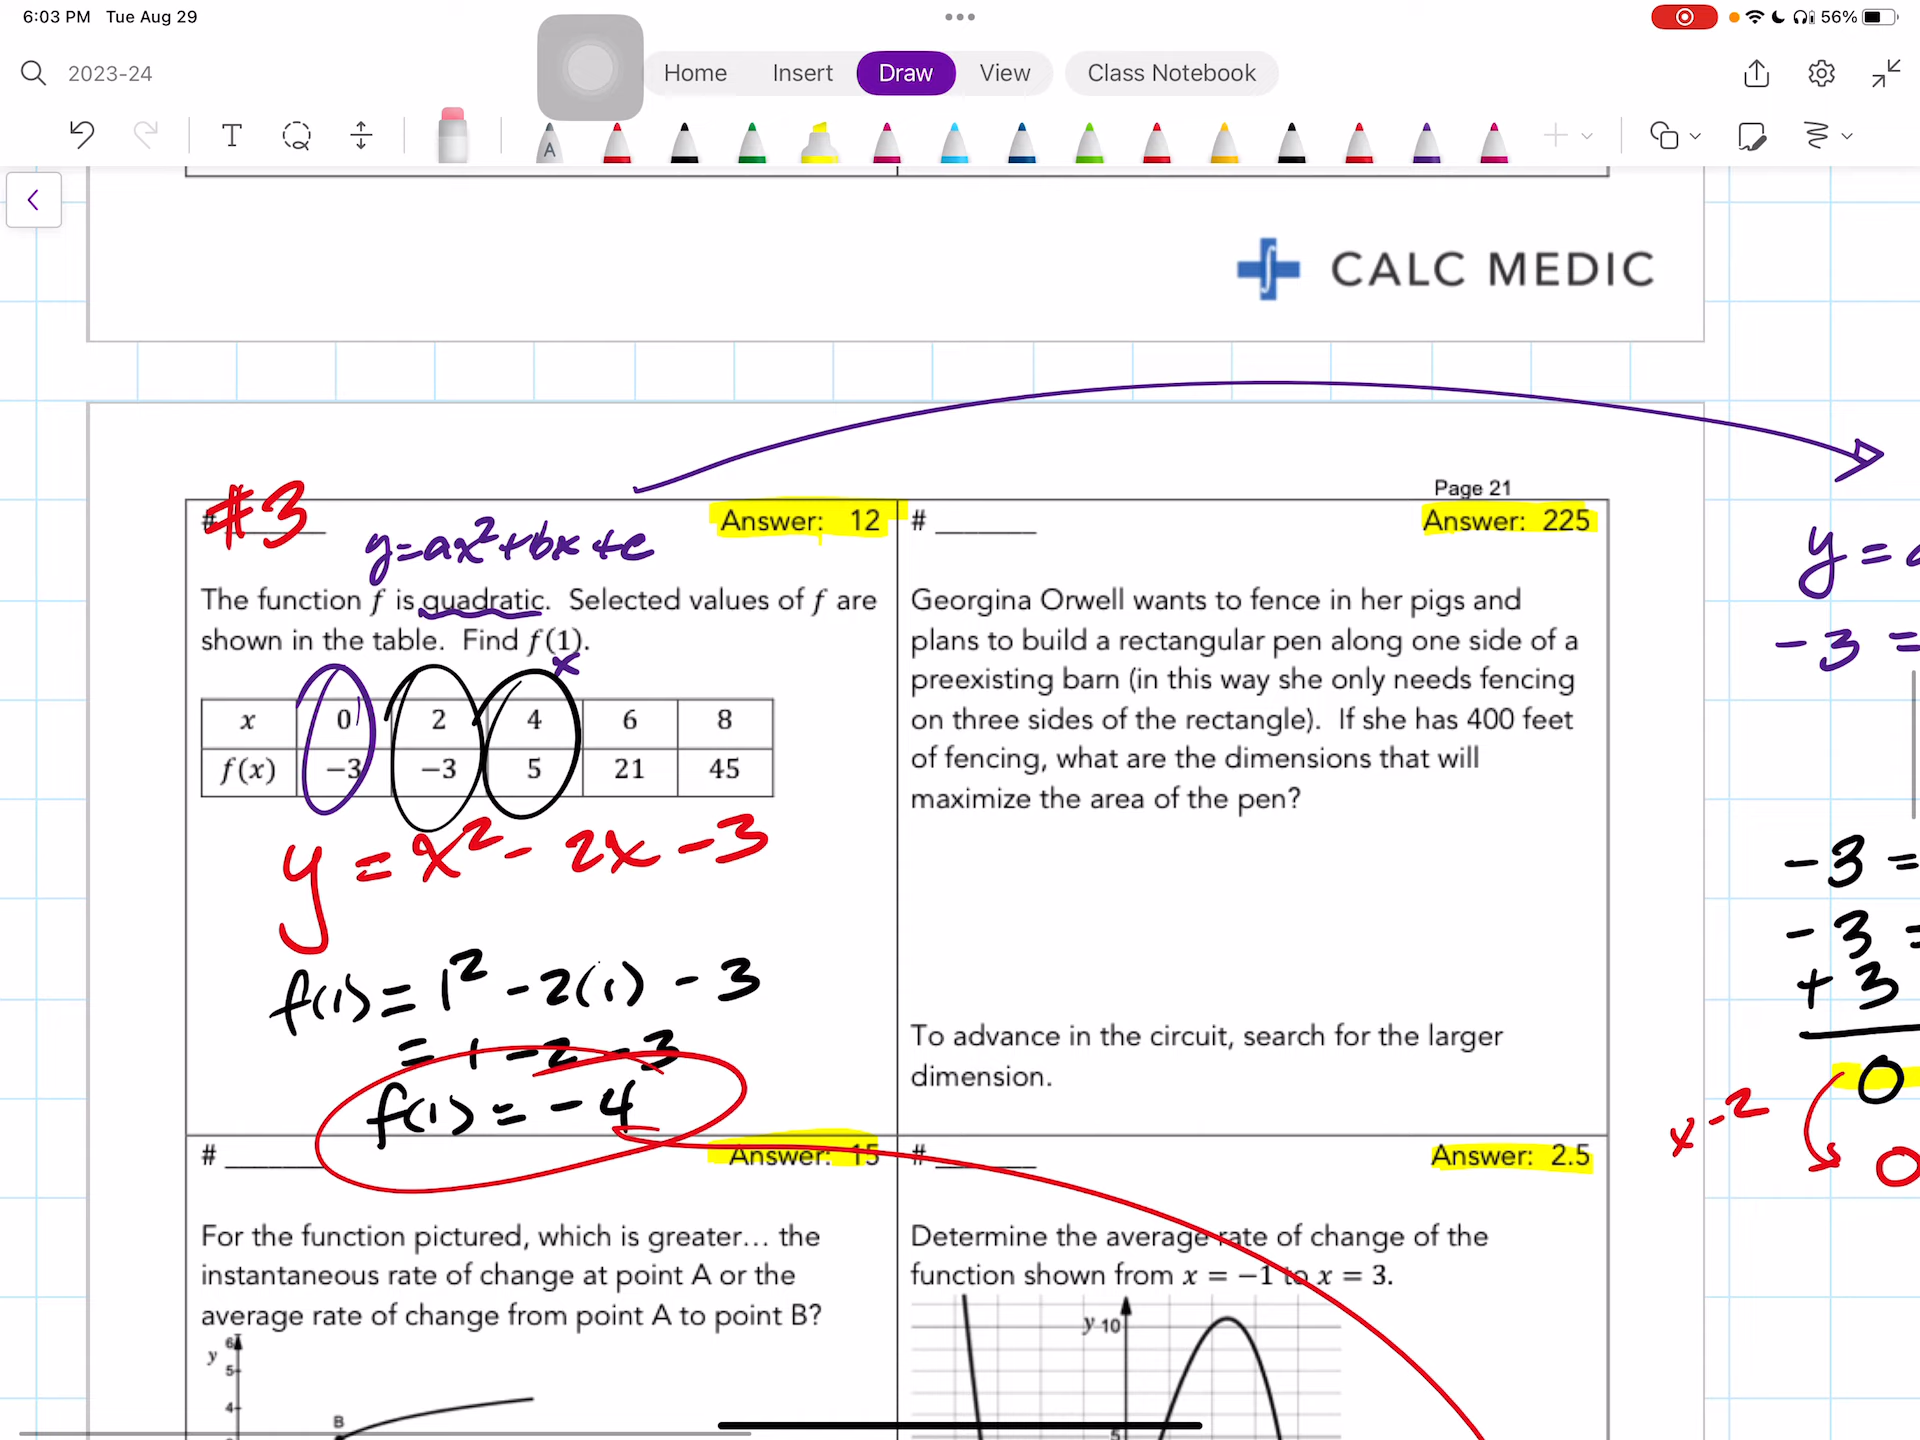 6:03 PM Tue Aug 29
56%
2023-24
Home Insert Draw View Class Notebook
T
A
CALC MEDIC
Page 21
#3
# ______
Answer: 12
y=ax²+bx+c
The function f is quadratic. Selected values of f are
shown in the table. Find f(1).
x
x 0 2 4 6 8
f(x) −3 −3 5 21 45
y = x² - 2x - 3
f(1) = 1² - 2(1) - 3
= 1 - 2 - 3
f(1) = - 4
# ______ Answer: 225
Georgina Orwell wants to fence in her pigs and
plans to build a rectangular pen along one side of a
preexisting barn (in this way she only needs fencing
on three sides of the rectangle). If she has 400 feet
of fencing, what are the dimensions that will
maximize the area of the pen?
To advance in the circuit, search for the larger
dimension.
y =
-3 =
-3 =
-3 =
+3
0
x -2
0
# ______ Answer: 15
For the function pictured, which is greater… the
instantaneous rate of change at point A or the
average rate of change from point A to point B?
y 6
5
4
B
# ______ Answer: 2.5
Determine the average rate of change of the
function shown from x = −1 to x = 3.
y 10
5